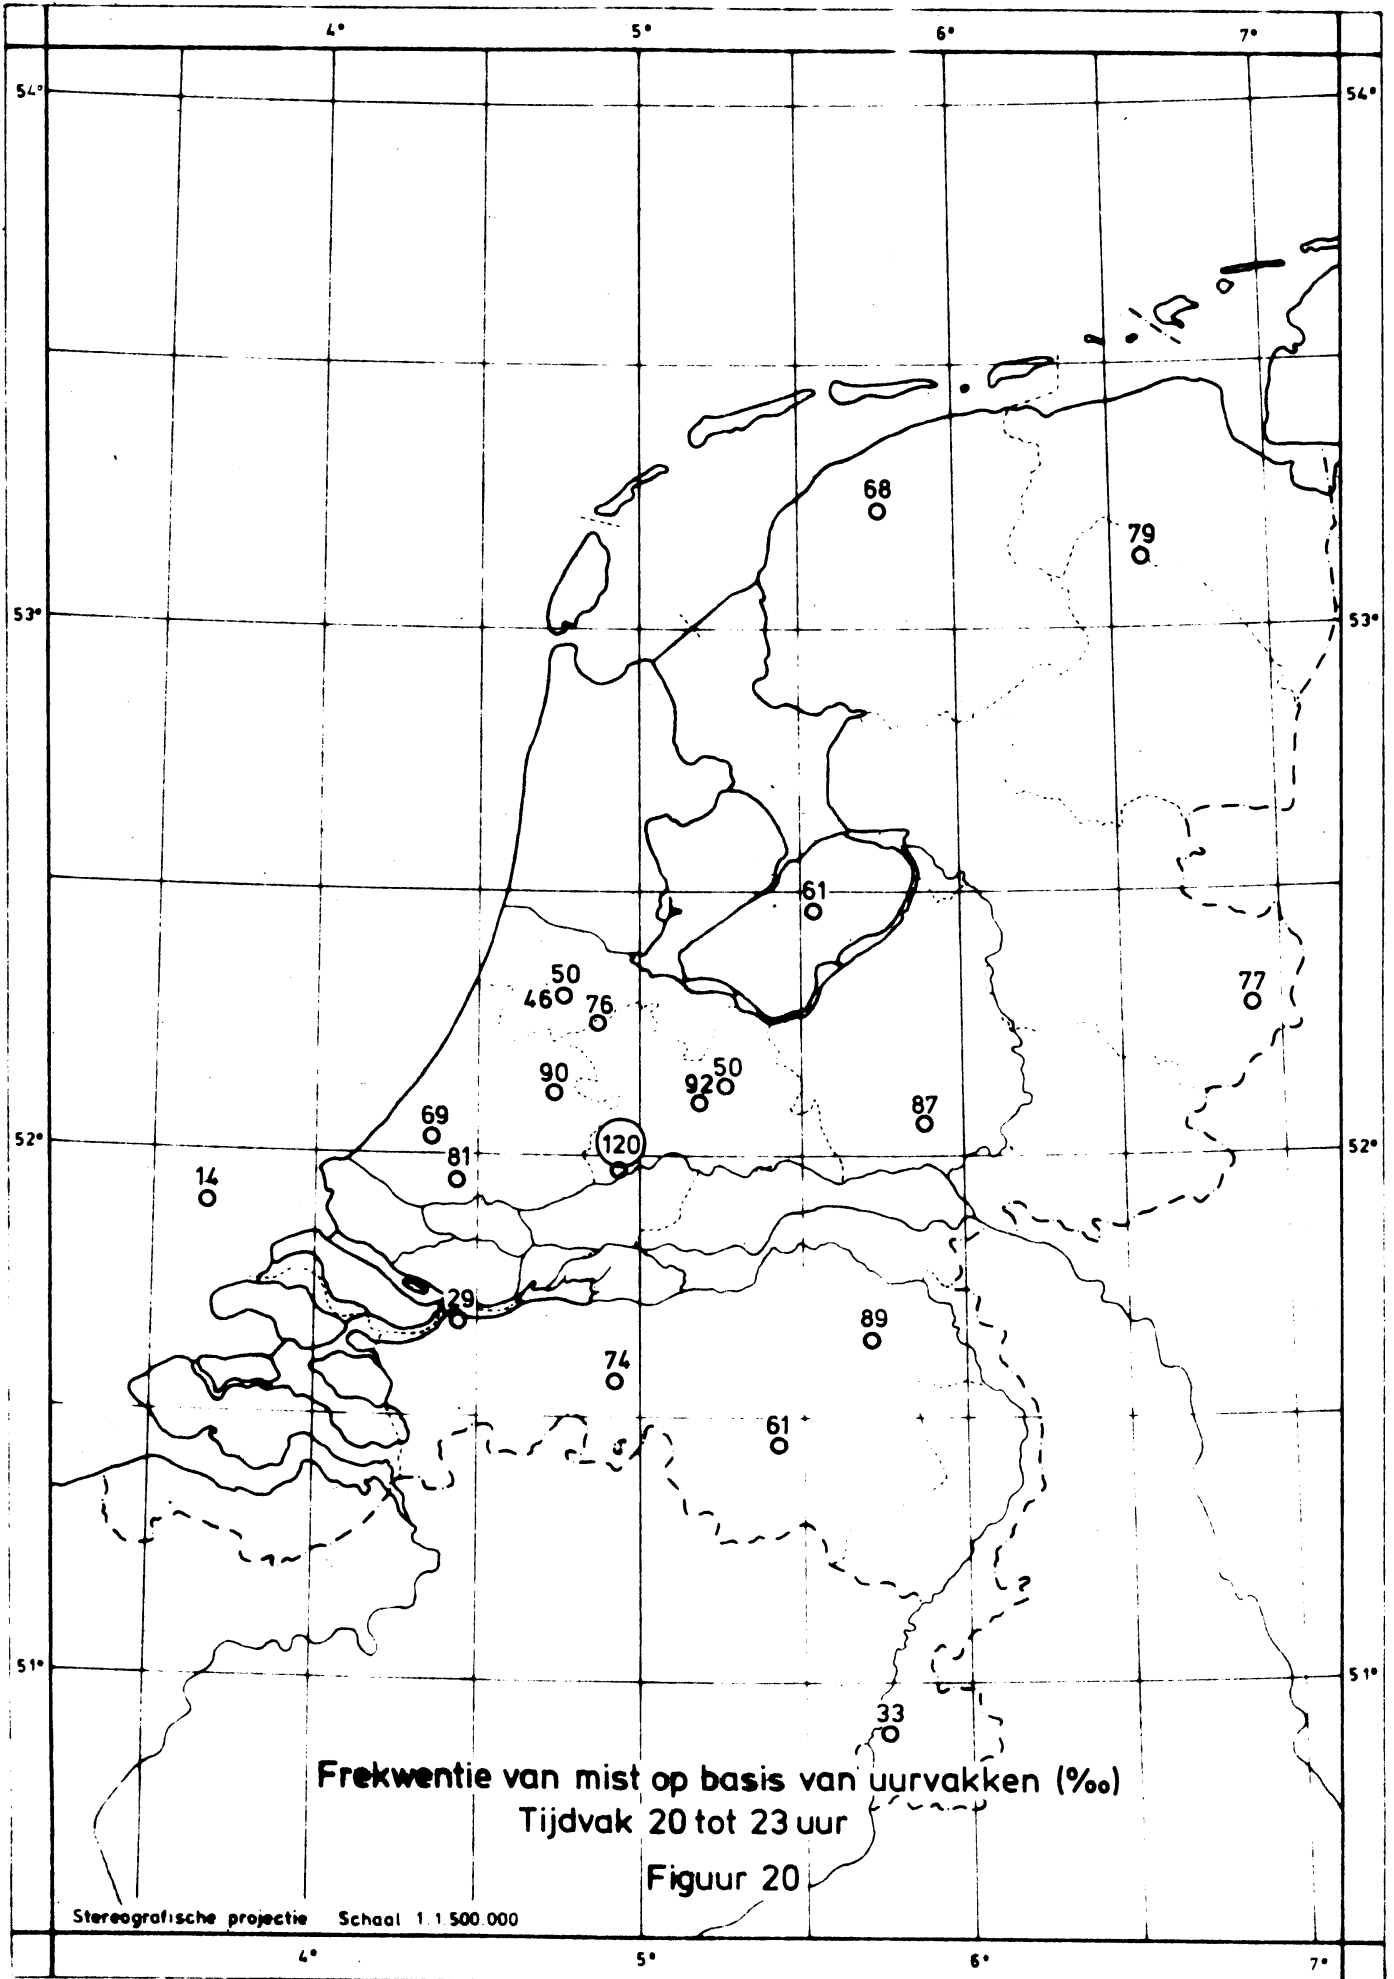 4° 5° 6° 7°
54° 54°
68
79
53° 53°
61
50
46 76
77
90 92 50
69 87
81 120
52° 52°
14
29
89
74
61
51° 51°
33
Frekwentie van mist op basis van uurvakken (‰)
Tijdvak 20 tot 23 uur
Figuur 20
Stereografische projectie Schaal 1:1.500.000
4° 5° 6° 7°